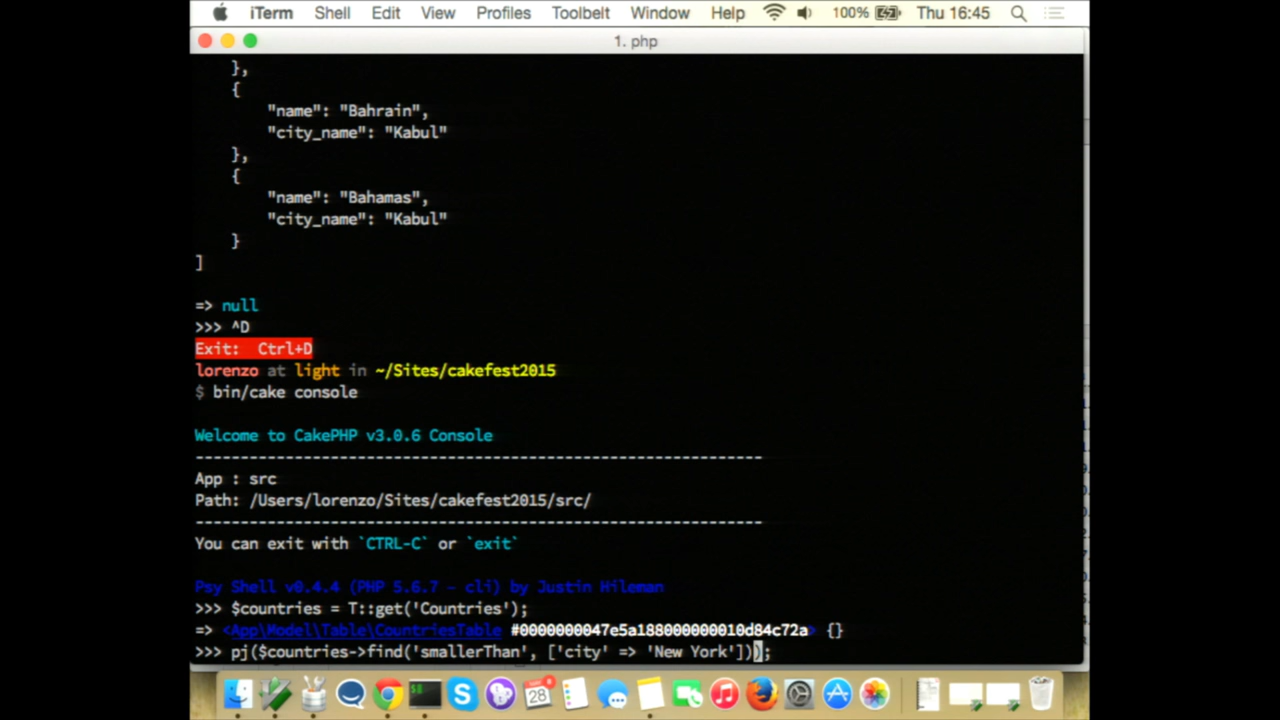 iTerm Shell Edit View Profiles Toolbelt Window Help 100% Thu 16:45
1. php
},
{
"name": "Bahrain",
"city_name": "Kabul"
},
{
"name": "Bahamas",
"city_name": "Kabul"
}
]
=> null
>>> ^D
Exit:  Ctrl+D
lorenzo at light in ~/Sites/cakefest2015
$ bin/cake console
Welcome to CakePHP v3.0.6 Console
---------------------------------------------------------------
App : src
Path: /Users/lorenzo/Sites/cakefest2015/src/
---------------------------------------------------------------
You can exit with `CTRL-C` or `exit`
Psy Shell v0.4.4 (PHP 5.6.7 — cli) by Justin Hileman
>>> $countries = T::get('Countries');
=> <App\Model\Table\CountriesTable #0000000047e5a188000000010d84c72a> {}
>>> pj($countries->find('smallerThan', ['city' => 'New York']));
28